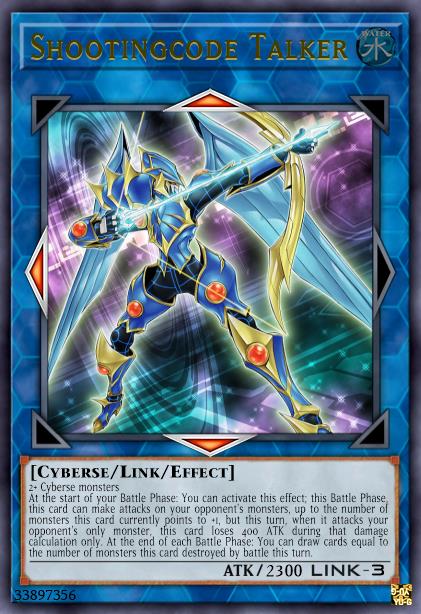 SHOOTINGCODE TALKER
WATER
水
[CYBERSE/LINK/EFFECT]
2+ Cyberse monsters
At the start of your Battle Phase: You can activate this effect; this Battle Phase,
this card can make attacks on your opponent's monsters, up to the number of
monsters this card currently points to +1, but this turn, when it attacks your
opponent's only monster, this card loses 400 ATK during that damage
calculation only. At the end of each Battle Phase: You can draw cards equal to
the number of monsters this card destroyed by battle this turn.
ATK/2300 LINK-3
33897356